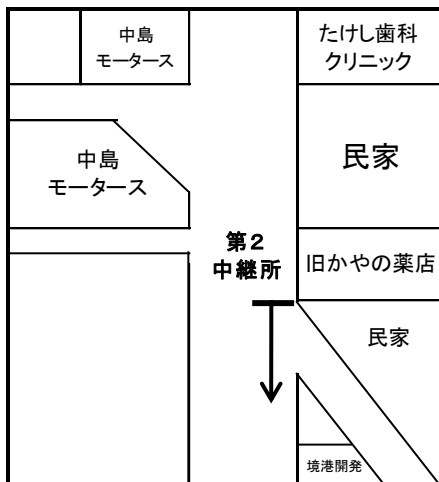 中島
モータース
たけし歯科
クリニック
中島
モータース
民家
第2
中継所
旧かやの薬店
民家
境港開発